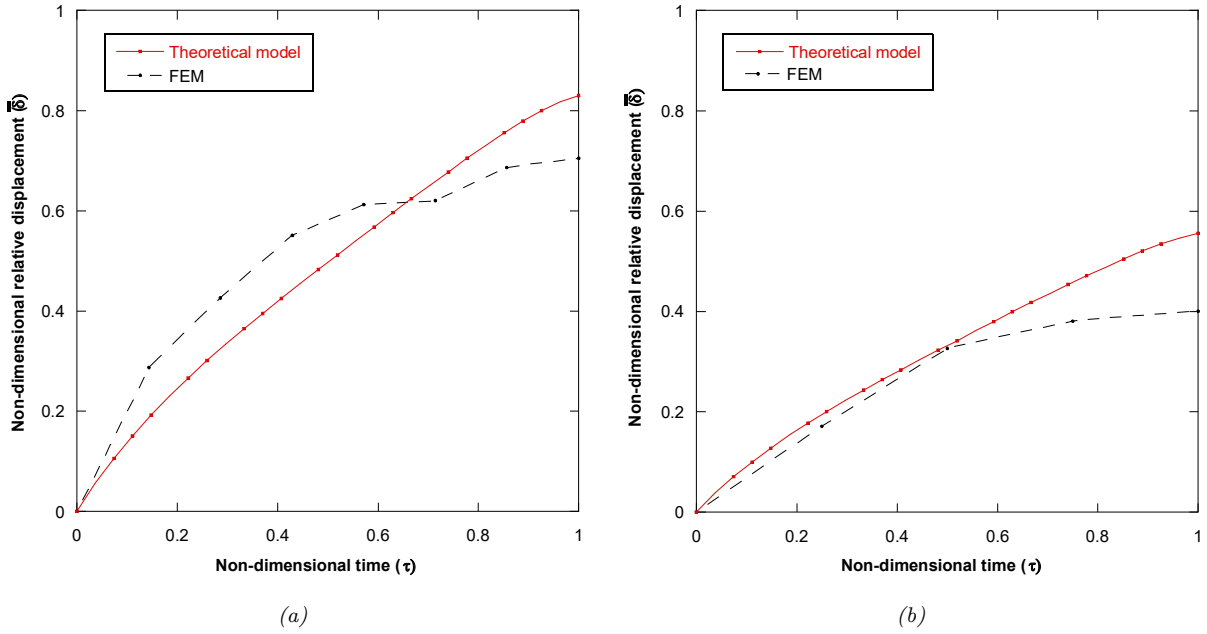 1
0.8
0.6
0.4
0.2
0
0 0.2 0.4 0.6 0.8 1
Non-dimensional relative displacement (δ̿)
Non-dimensional time (τ)
Theoretical model
FEM
(a)
1
0.8
0.6
0.4
0.2
0
0 0.2 0.4 0.6 0.8 1
Non-dimensional relative displacement (δ̿)
Non-dimensional time (τ)
Theoretical model
FEM
(b)